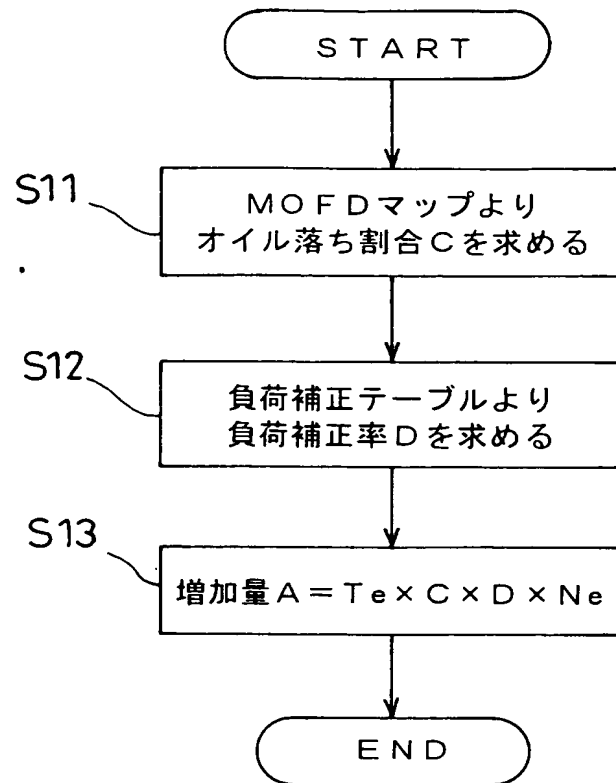 START
S11
MOFDマップより
オイル落ち割合Cを求める
S12
負荷補正テーブルより
負荷補正率Dを求める
S13
増加量A=Te×C×D×Ne
END